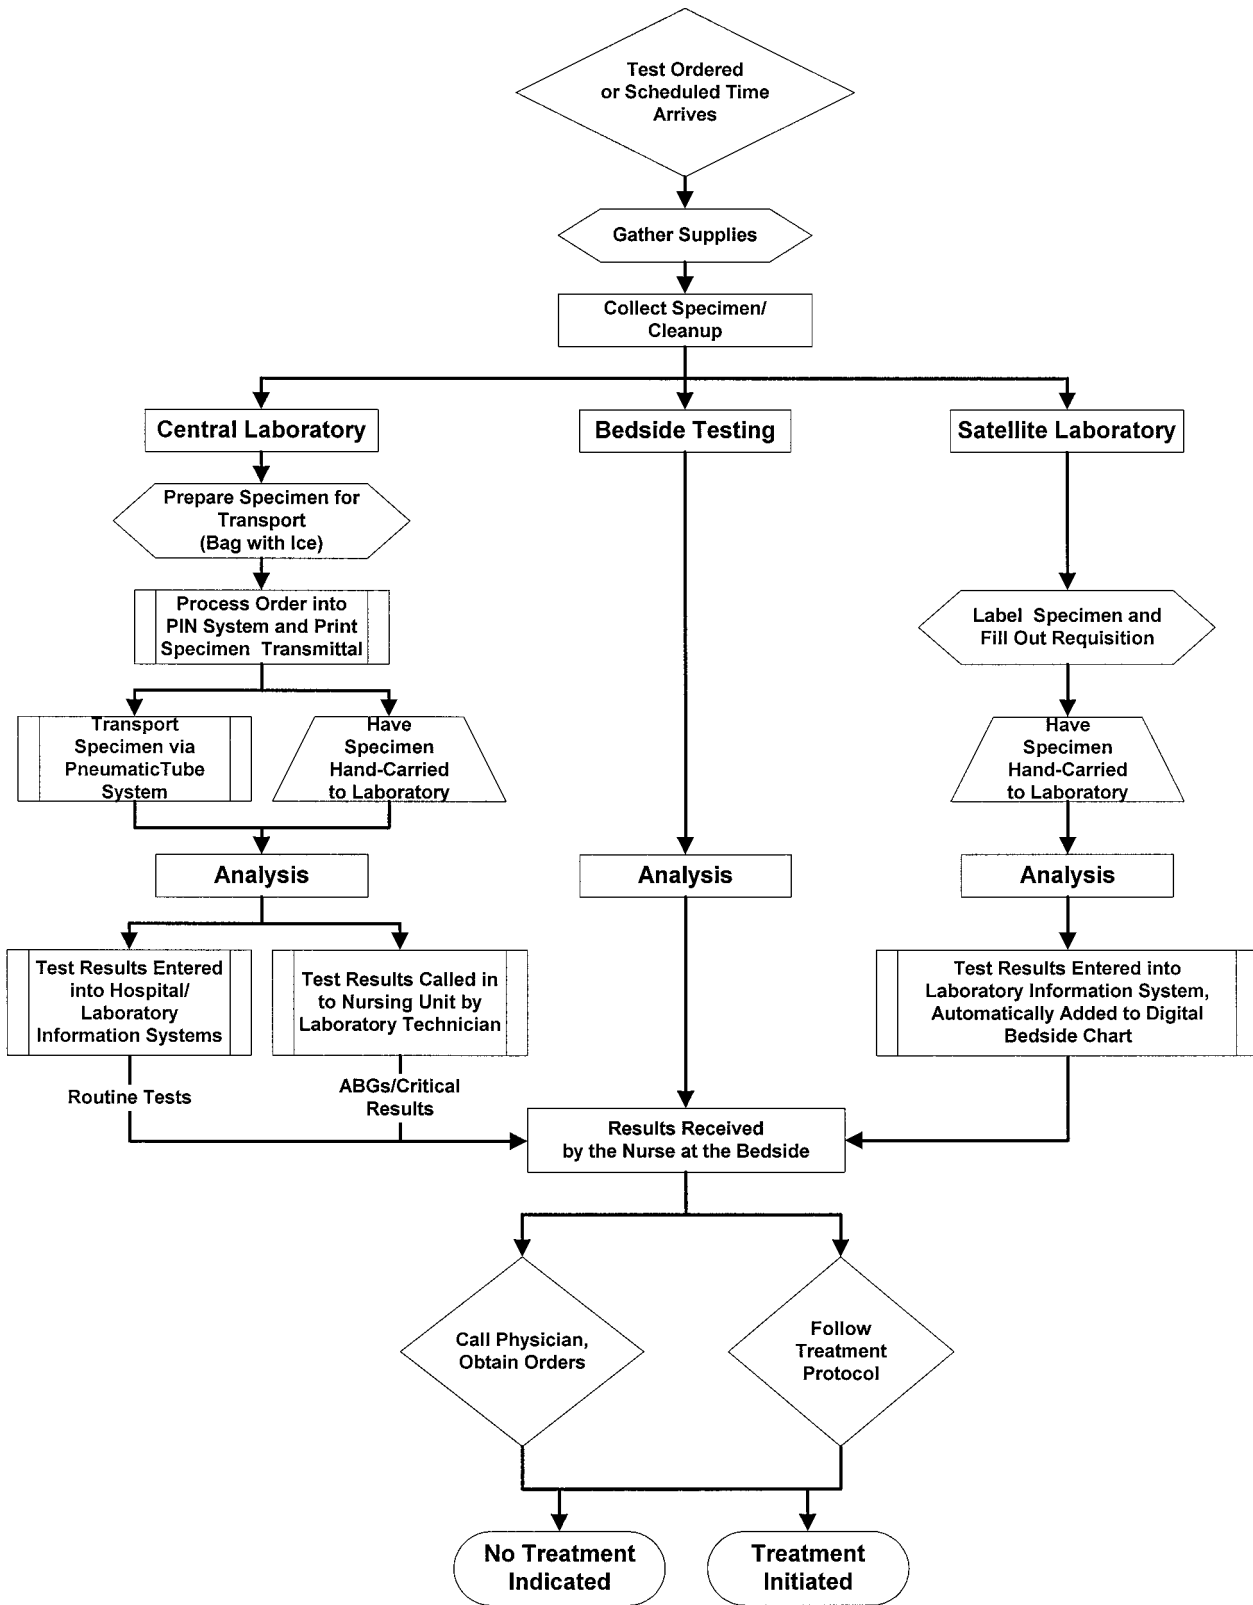 Test Ordered
or Scheduled Time
Arrives
Gather Supplies
Collect Specimen/
Cleanup
Central Laboratory
Bedside Testing
Satellite Laboratory
Prepare Specimen for
Transport
(Bag with Ice)
Process Order into
PIN System and Print
Specimen Transmittal
Label Specimen and
Fill Out Requisition
Transport
Specimen via
PneumaticTube
System
Have
Specimen
Hand-Carried
to Laboratory
Have
Specimen
Hand-Carried
to Laboratory
Analysis
Analysis
Analysis
Test Results Entered
into Hospital/
Laboratory
Information Systems
Test Results Called in
to Nursing Unit by
Laboratory Technician
Test Results Entered into
Laboratory Information System,
Automatically Added to Digital
Bedside Chart
Routine Tests
ABGs/Critical
Results
Results Received
by the Nurse at the Bedside
Call Physician,
Obtain Orders
Follow
Treatment
Protocol
No Treatment
Indicated
Treatment
Initiated